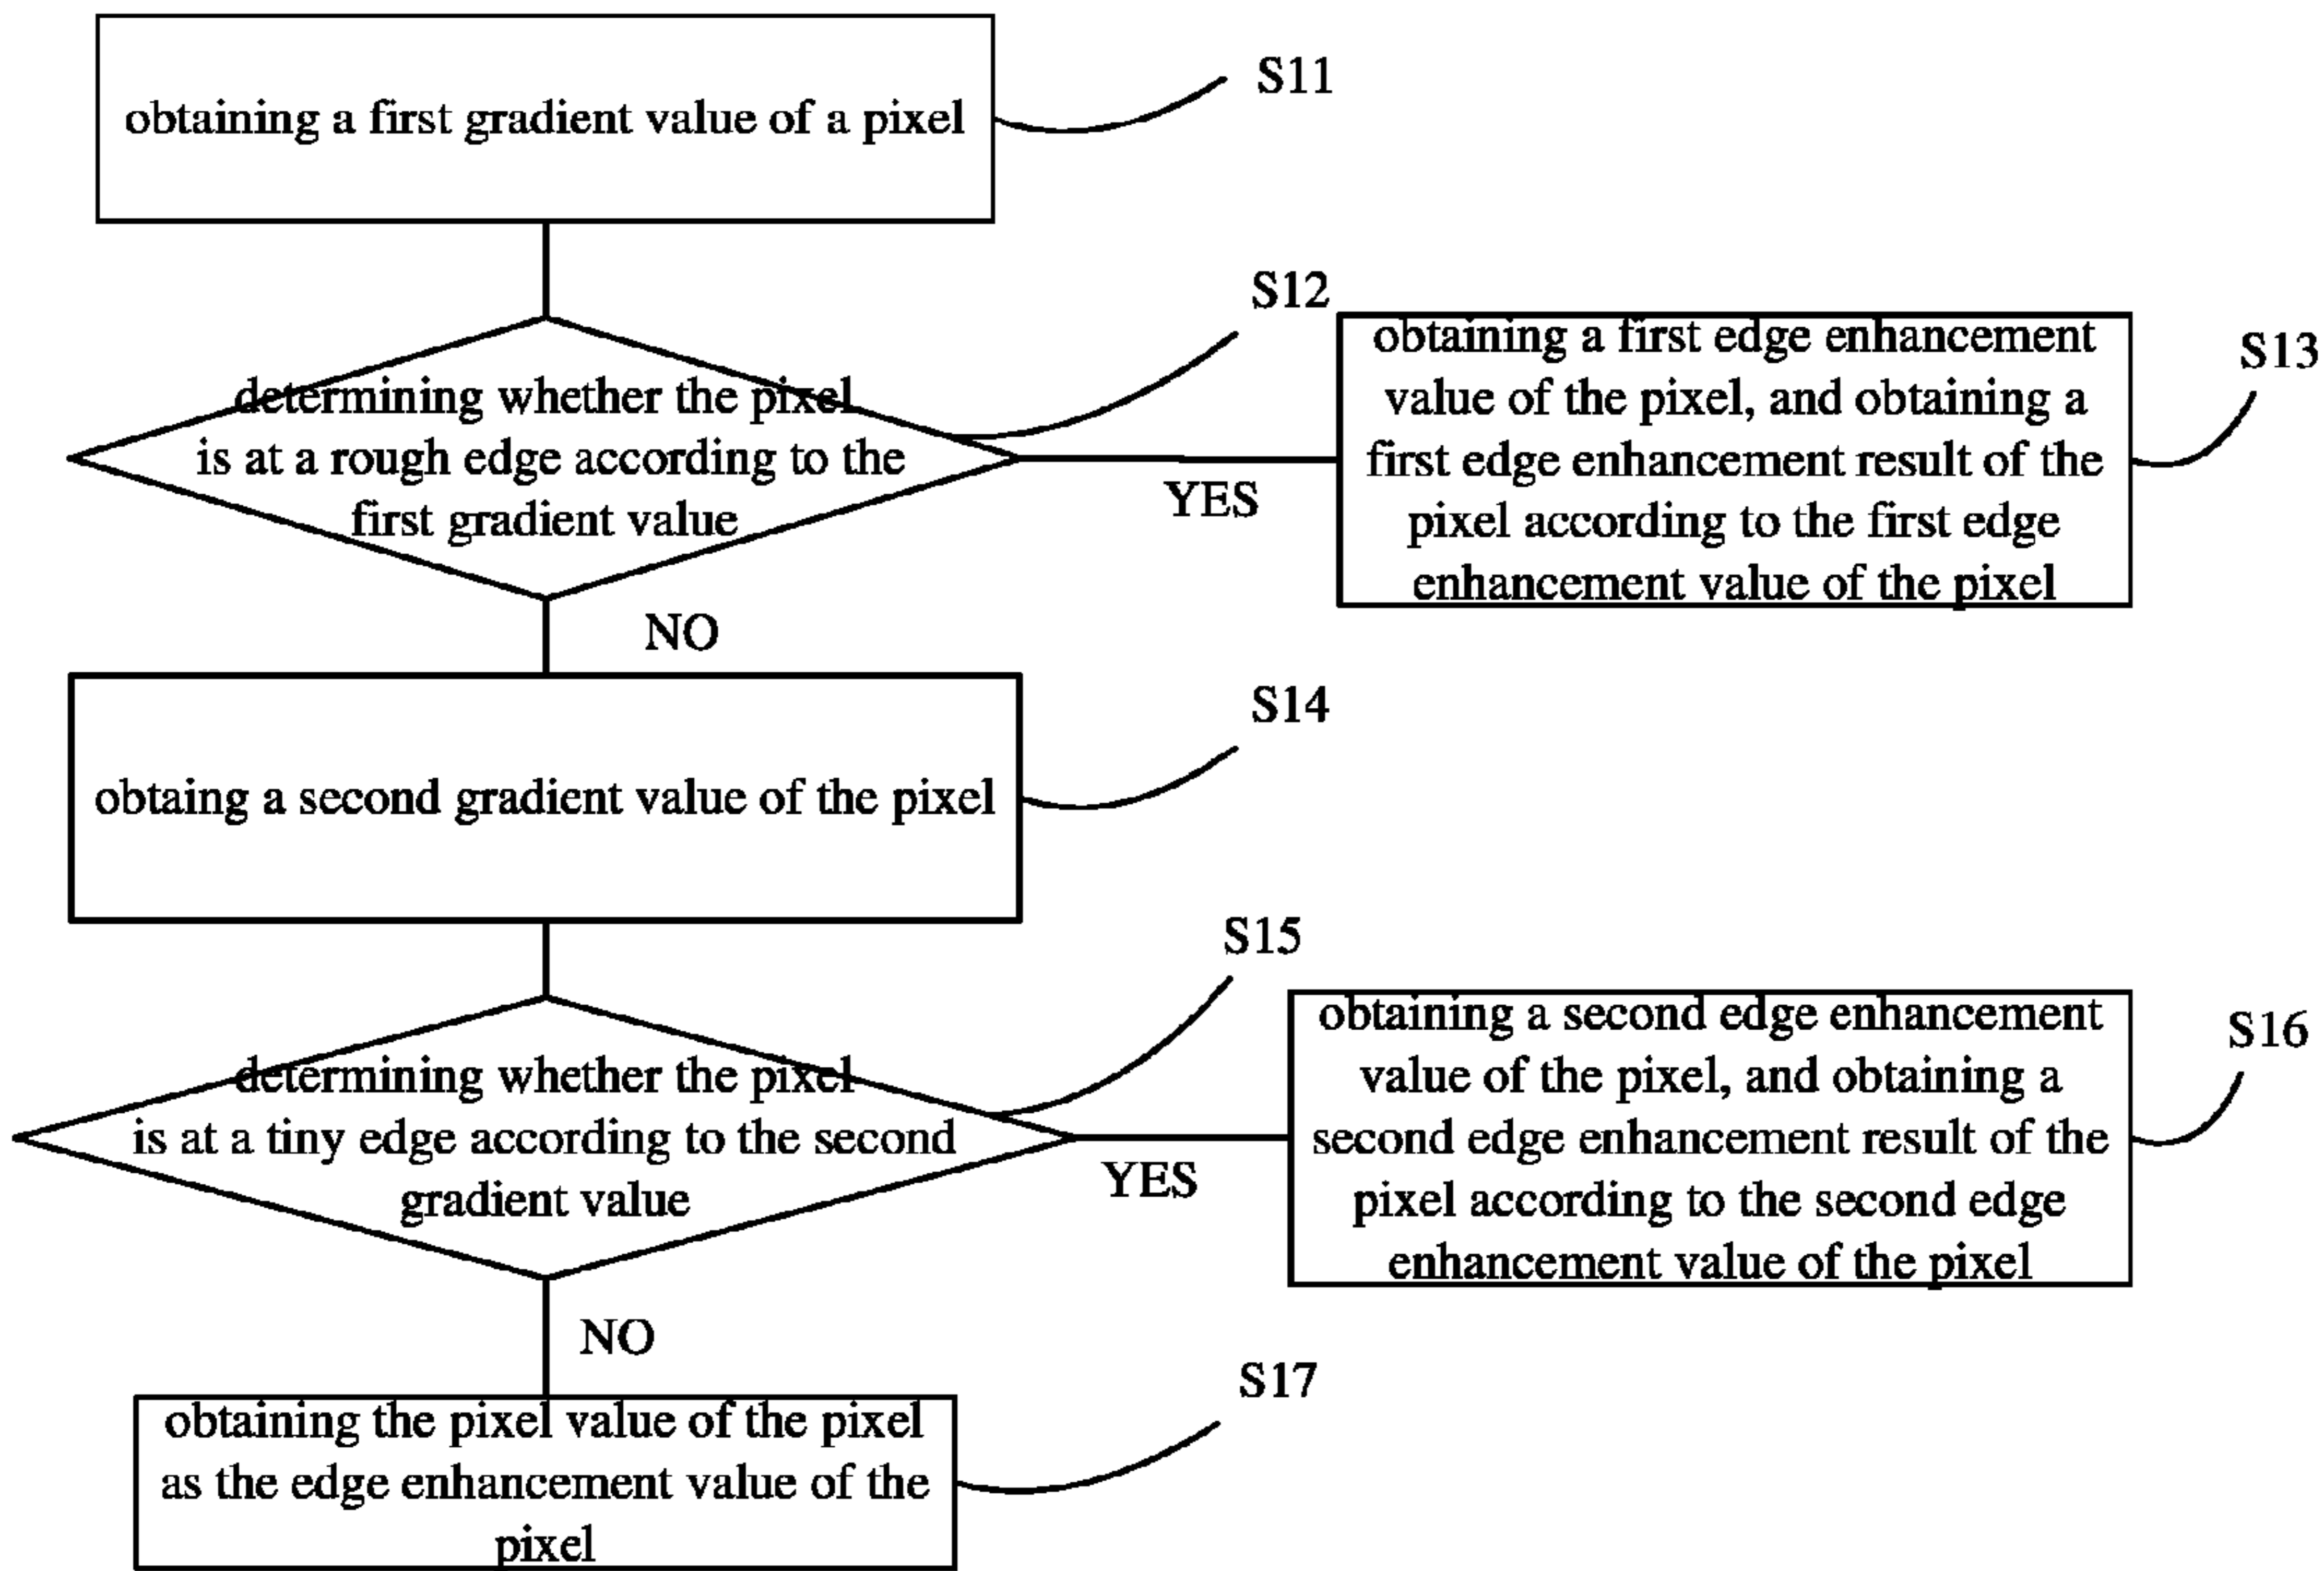 obtaining a first gradient value of a pixel
S11
determining whether the pixel
is at a rough edge according to the
first gradient value
S12
YES
obtaining a first edge enhancement
value of the pixel, and obtaining a
first edge enhancement result of the
pixel according to the first edge
enhancement value of the pixel
S13
NO
obtaing a second gradient value of the pixel
S14
determining whether the pixel
is at a tiny edge according to the second
gradient value
S15
YES
obtaining a second edge enhancement
value of the pixel, and obtaining a
second edge enhancement result of the
pixel according to the second edge
enhancement value of the pixel
S16
NO
obtaining the pixel value of the pixel
as the edge enhancement value of the
pixel
S17